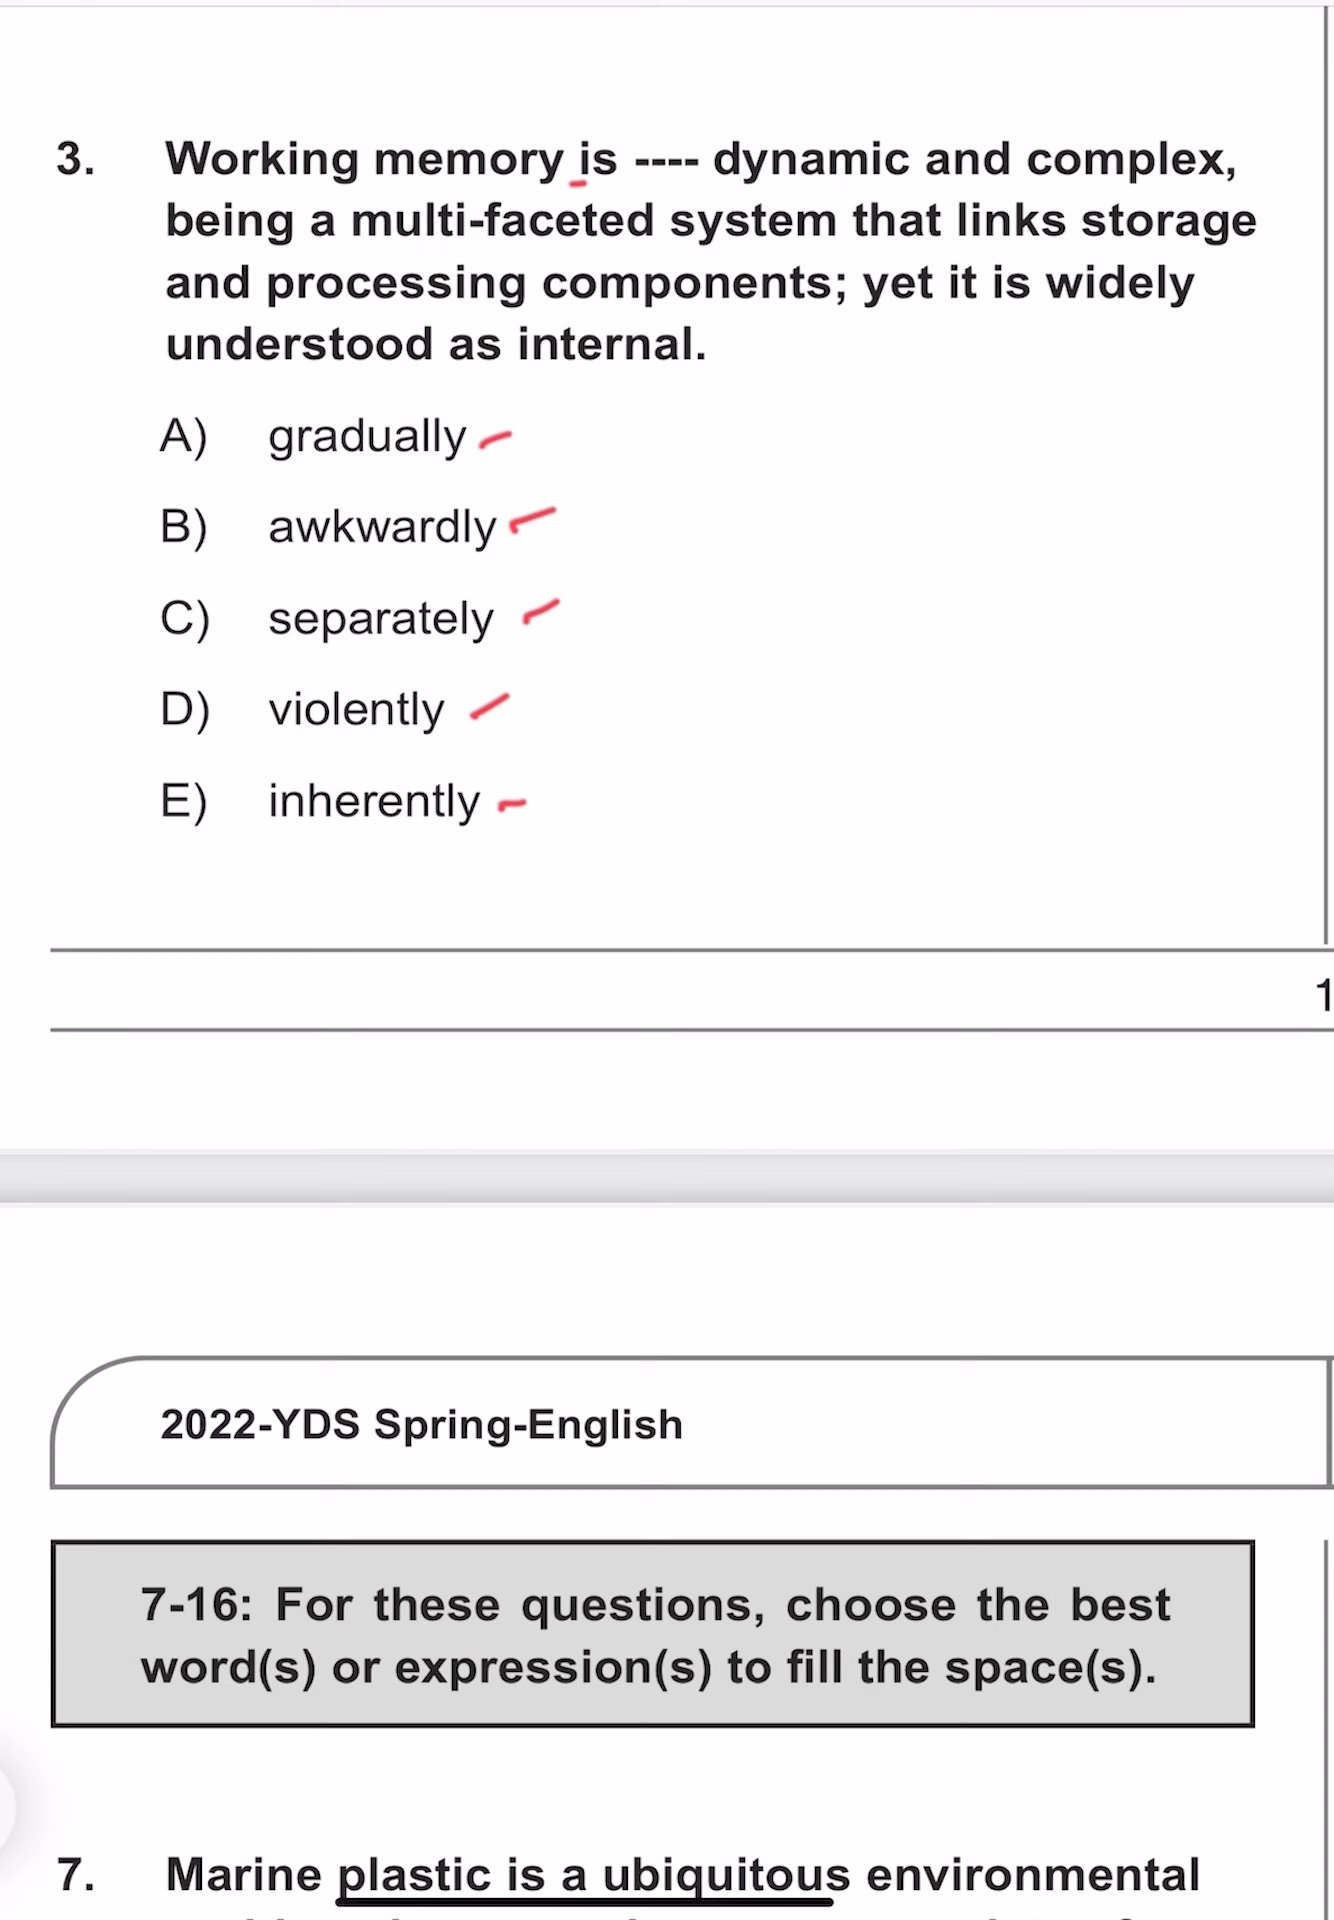 3. Working memory is ---- dynamic and complex,
being a multi-faceted system that links storage
and processing components; yet it is widely
understood as internal.
A) gradually
B) awkwardly
C) separately
D) violently
E) inherently
1
2022-YDS Spring-English
7-16: For these questions, choose the best
word(s) or expression(s) to fill the space(s).
7. Marine plastic is a ubiquitous environmental